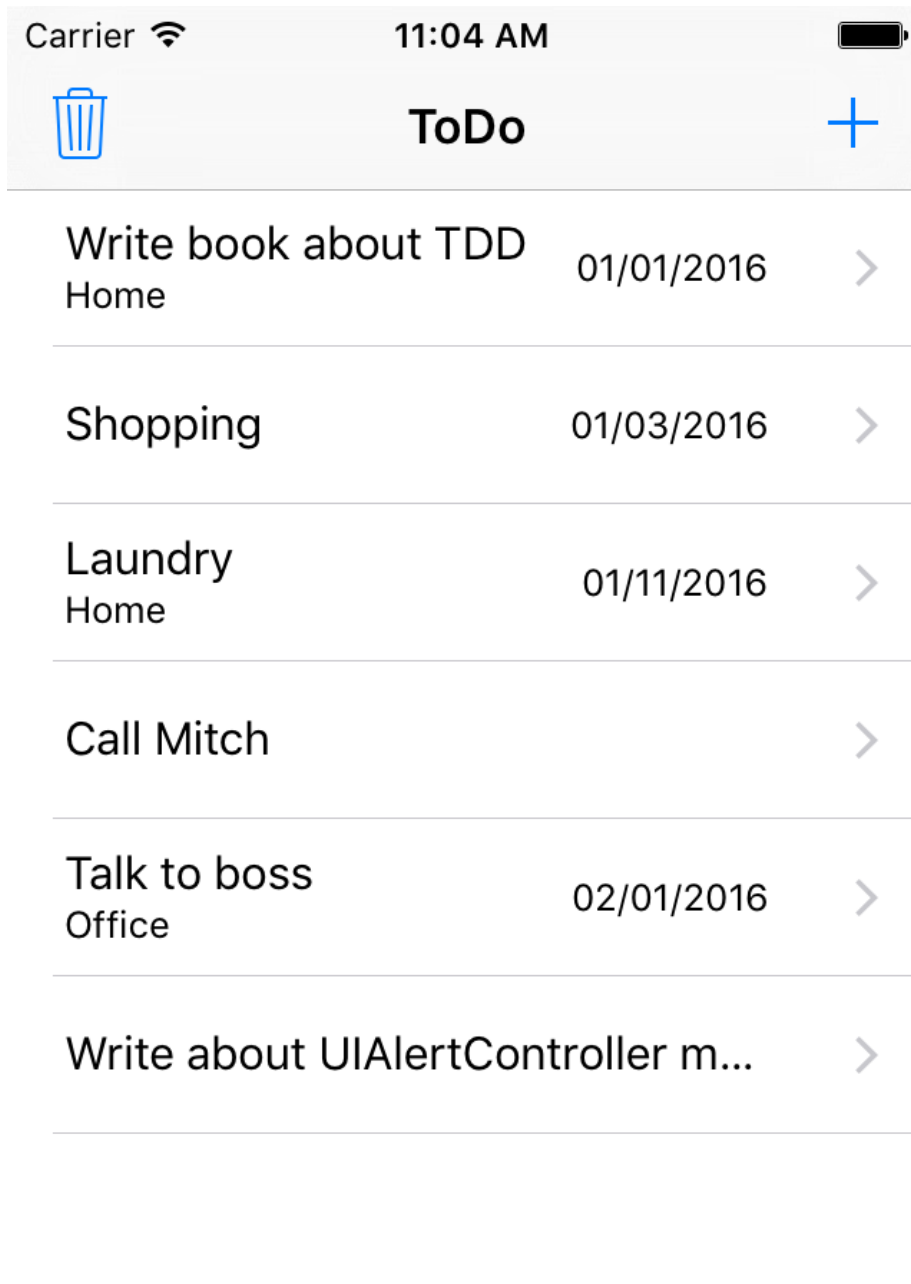 Carrier 11:04 AM
ToDo
Write book about TDD 01/01/2016
Home
Shopping 01/03/2016
Laundry 01/11/2016
Home
Call Mitch
Talk to boss 02/01/2016
Office
Write about UIAlertController m...